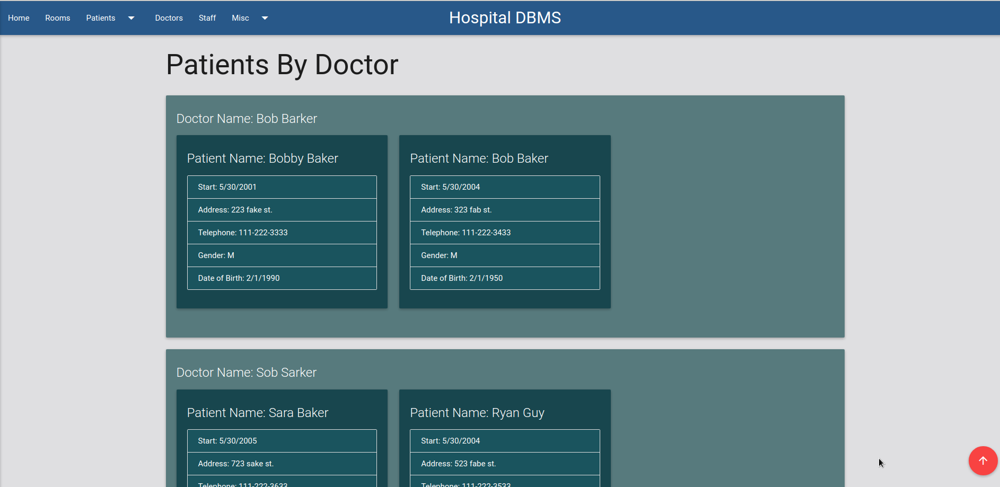 Home Rooms Patients Doctors Staff Misc Hospital DBMS
Patients By Doctor
Doctor Name: Bob Barker
Patient Name: Bobby Baker
Start: 5/30/2001
Address: 223 fake st.
Telephone: 111-222-3333
Gender: M
Date of Birth: 2/1/1990
Patient Name: Bob Baker
Start: 5/30/2004
Address: 323 fab st.
Telephone: 111-222-3433
Gender: M
Date of Birth: 2/1/1950
Doctor Name: Sob Sarker
Patient Name: Sara Baker
Start: 5/30/2005
Address: 723 sake st.
Telephone: 111-222-3633
Patient Name: Ryan Guy
Start: 5/30/2004
Address: 523 fabe st.
Telephone: 111-222-3533